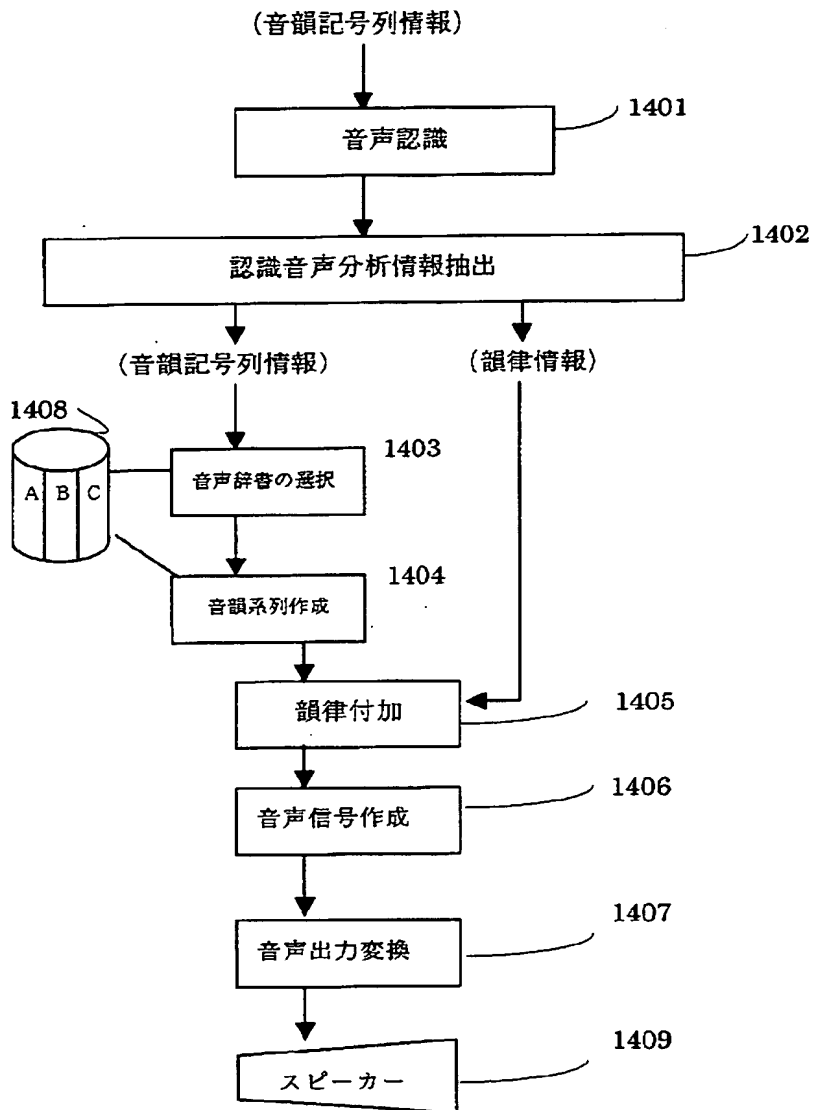 (音韻記号列情報)
1401
音声認識
1402
認識音声分析情報抽出
(音韻記号列情報)
(韻律情報)
1408
A B C
1403
音声辞書の選択
1404
音韻系列作成
韻律付加
1405
音声信号作成
1406
音声出力変換
1407
スピーカー
1409